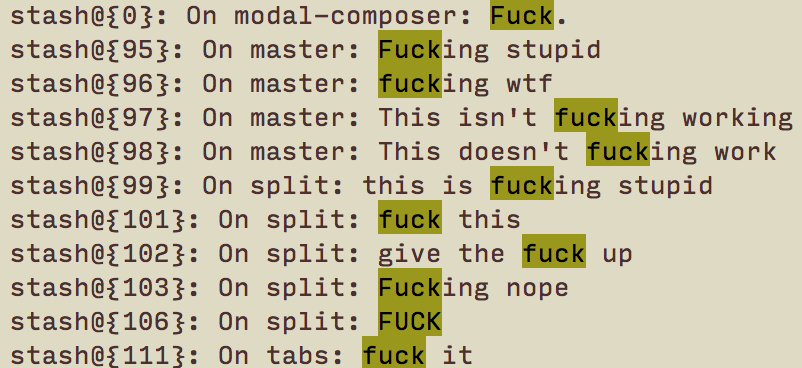 stash@{0}: On modal-composer: Fuck.
stash@{95}: On master: Fucking stupid
stash@{96}: On master: fucking wtf
stash@{97}: On master: This isn't fucking working
stash@{98}: On master: This doesn't fucking work
stash@{99}: On split: this is fucking stupid
stash@{101}: On split: fuck this
stash@{102}: On split: give the fuck up
stash@{103}: On split: Fucking nope
stash@{106}: On split: FUCK
stash@{111}: On tabs: fuck it